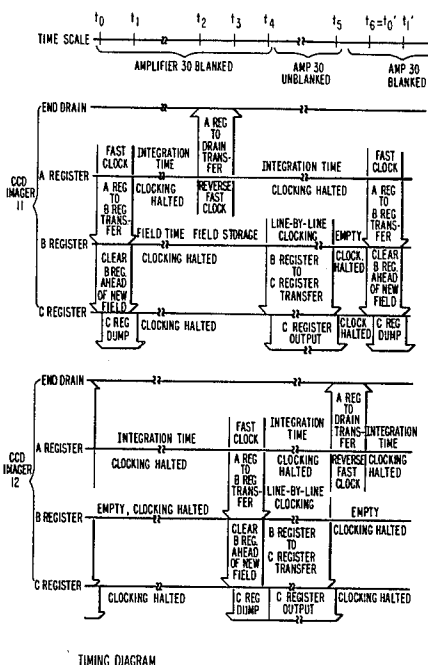 t0 t1 t2 t3 t4 t5 t6=t0' t1'
TIME SCALE
AMPLIFIER 30 BLANKED
AMP 30
UNBLANKED
AMP 30
BLANKED
CCD
IMAGER
11
END DRAIN
A REG
TO
DRAIN
TRANS-
FER
FAST
CLOCK
INTEGRATION
TIME
INTEGRATION TIME
FAST
CLOCK
A REGISTER
A REG
TO
B REG
TRANS-
FER
CLOCKING
HALTED
REVERSE
FAST
CLOCK
CLOCKING HALTED
A REG
TO
B REG
TRANS-
FER
FIELD TIME FIELD STORAGE
LINE-BY-LINE
CLOCKING
EMPTY,
B REGISTER
CLEAR
B REG.
AHEAD
OF NEW
FIELD
CLOCKING HALTED
B REGISTER
TO
C REGISTER
TRANSFER
CLOCK.
HALTED
CLEAR
B REG.
AHEAD
OF NEW
FIELD
C REGISTER
C REG
DUMP
CLOCKING HALTED
C REGISTER
OUTPUT
CLOCK
HALTED
C REG
DUMP
CCD
IMAGER
12
END DRAIN
A REG
TO
DRAIN
TRANS-
FER
INTEGRATION TIME
FAST
CLOCK
INTEGRATION
TIME
INTEGRATION
TIME
A REGISTER
CLOCKING HALTED
A REG
TO
B REG
TRANS-
FER
CLOCKING
HALTED
REVERSE
FAST
CLOCK
CLOCKING
HALTED
EMPTY, CLOCKING HALTED
LINE-BY-LINE
CLOCKING
EMPTY
B REGISTER
CLEAR
B REG.
AHEAD
OF NEW
FIELD
B REGISTER
TO
C REGISTER
TRANSFER
CLOCKING HALTED
C REGISTER
CLOCKING HALTED
C REG
DUMP
C REGISTER
OUTPUT
CLOCKING HALTED
TIMING DIAGRAM